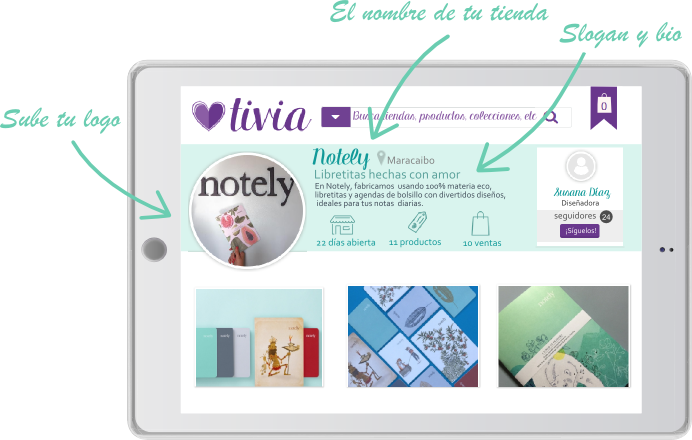 El nombre de tu tienda
Slogan y bio
Sube tu logo
tivia
Busca tiendas, productos, colecciones, etc
0
notely
Notely
Maracaibo
Libretitas hechas con amor
En Notely, fabricamos usando 100% materia eco,
libretitas y agendas de bolsillo con divertidos diseños,
ideales para tus notas diarias.
22 días abierta
11 productos
10 ventas
Susana Díaz
Diseñadora
seguidores 24
¡Síguelos!
notely